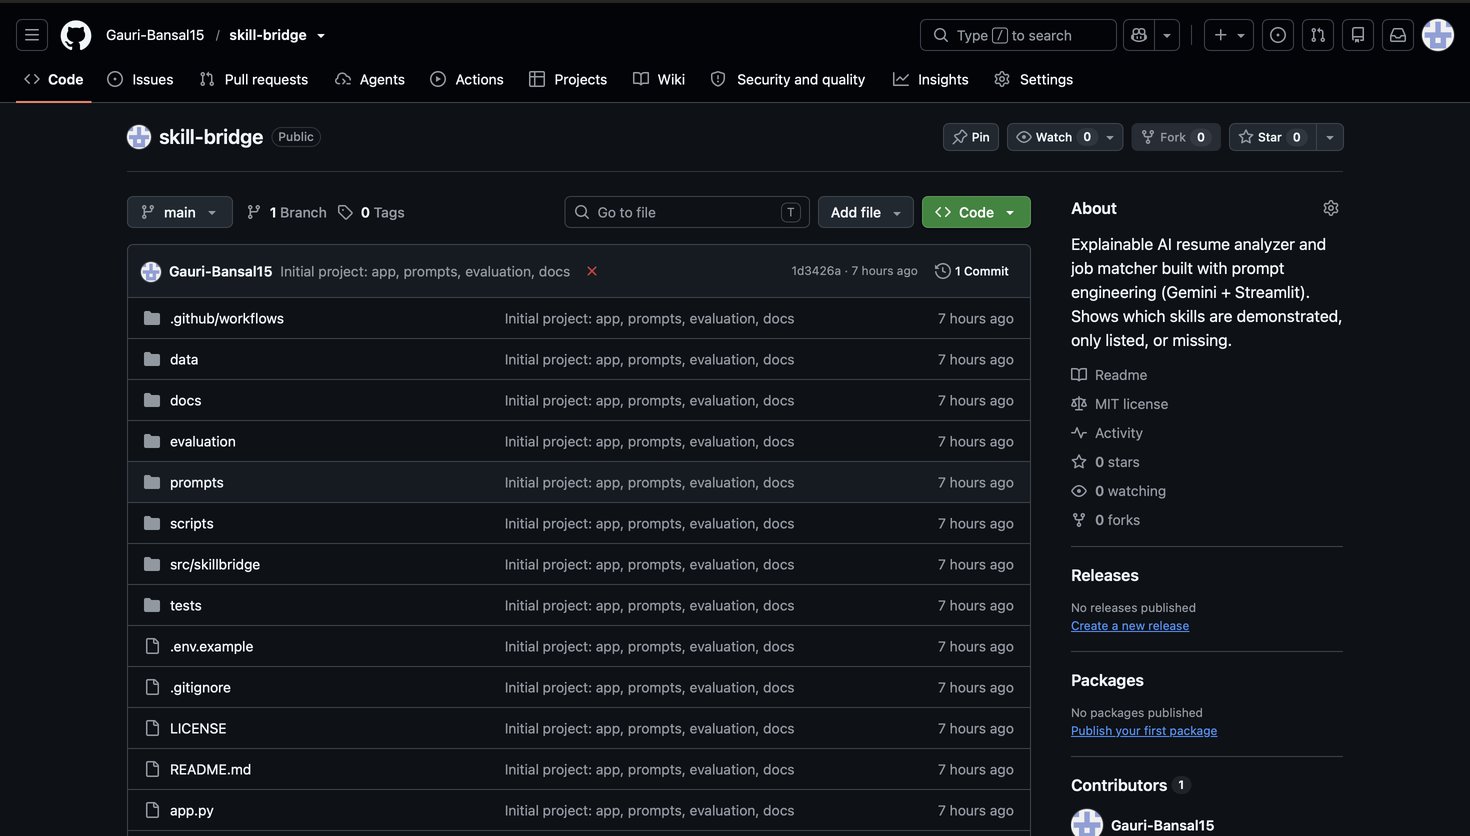 Gauri-Bansal15 / skill-bridge
Type / to search
Code Issues Pull requests Agents Actions Projects Wiki Security and quality Insights Settings
skill-bridge Public
Pin Watch 0 Fork 0 Star 0
main 1 Branch 0 Tags Go to file T Add file Code
Gauri-Bansal15 Initial project: app, prompts, evaluation, docs 1d3426a · 7 hours ago 1 Commit
.github/workflows Initial project: app, prompts, evaluation, docs 7 hours ago
data Initial project: app, prompts, evaluation, docs 7 hours ago
docs Initial project: app, prompts, evaluation, docs 7 hours ago
evaluation Initial project: app, prompts, evaluation, docs 7 hours ago
prompts Initial project: app, prompts, evaluation, docs 7 hours ago
scripts Initial project: app, prompts, evaluation, docs 7 hours ago
src/skillbridge Initial project: app, prompts, evaluation, docs 7 hours ago
tests Initial project: app, prompts, evaluation, docs 7 hours ago
.env.example Initial project: app, prompts, evaluation, docs 7 hours ago
.gitignore Initial project: app, prompts, evaluation, docs 7 hours ago
LICENSE Initial project: app, prompts, evaluation, docs 7 hours ago
README.md Initial project: app, prompts, evaluation, docs 7 hours ago
app.py Initial project: app, prompts, evaluation, docs 7 hours ago
About
Explainable AI resume analyzer and
job matcher built with prompt
engineering (Gemini + Streamlit).
Shows which skills are demonstrated,
only listed, or missing.
Readme
MIT license
Activity
0 stars
0 watching
0 forks
Releases
No releases published
Create a new release
Packages
No packages published
Publish your first package
Contributors 1
Gauri-Bansal15